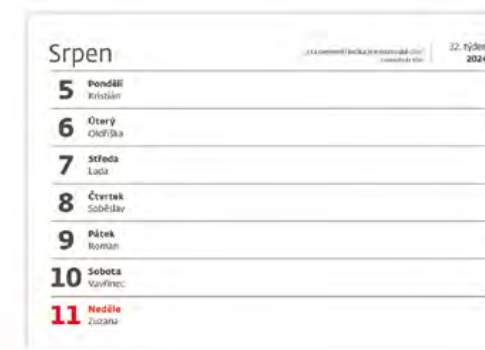 Srpen
32. týden
2024
5 Pondělí
Kristián
6 Úterý
Oldřiška
7 Středa
Lada
8 Čtvrtek
Soběslav
9 Pátek
Roman
10 Sobota
Vavřinec
11 Neděle
Zuzana